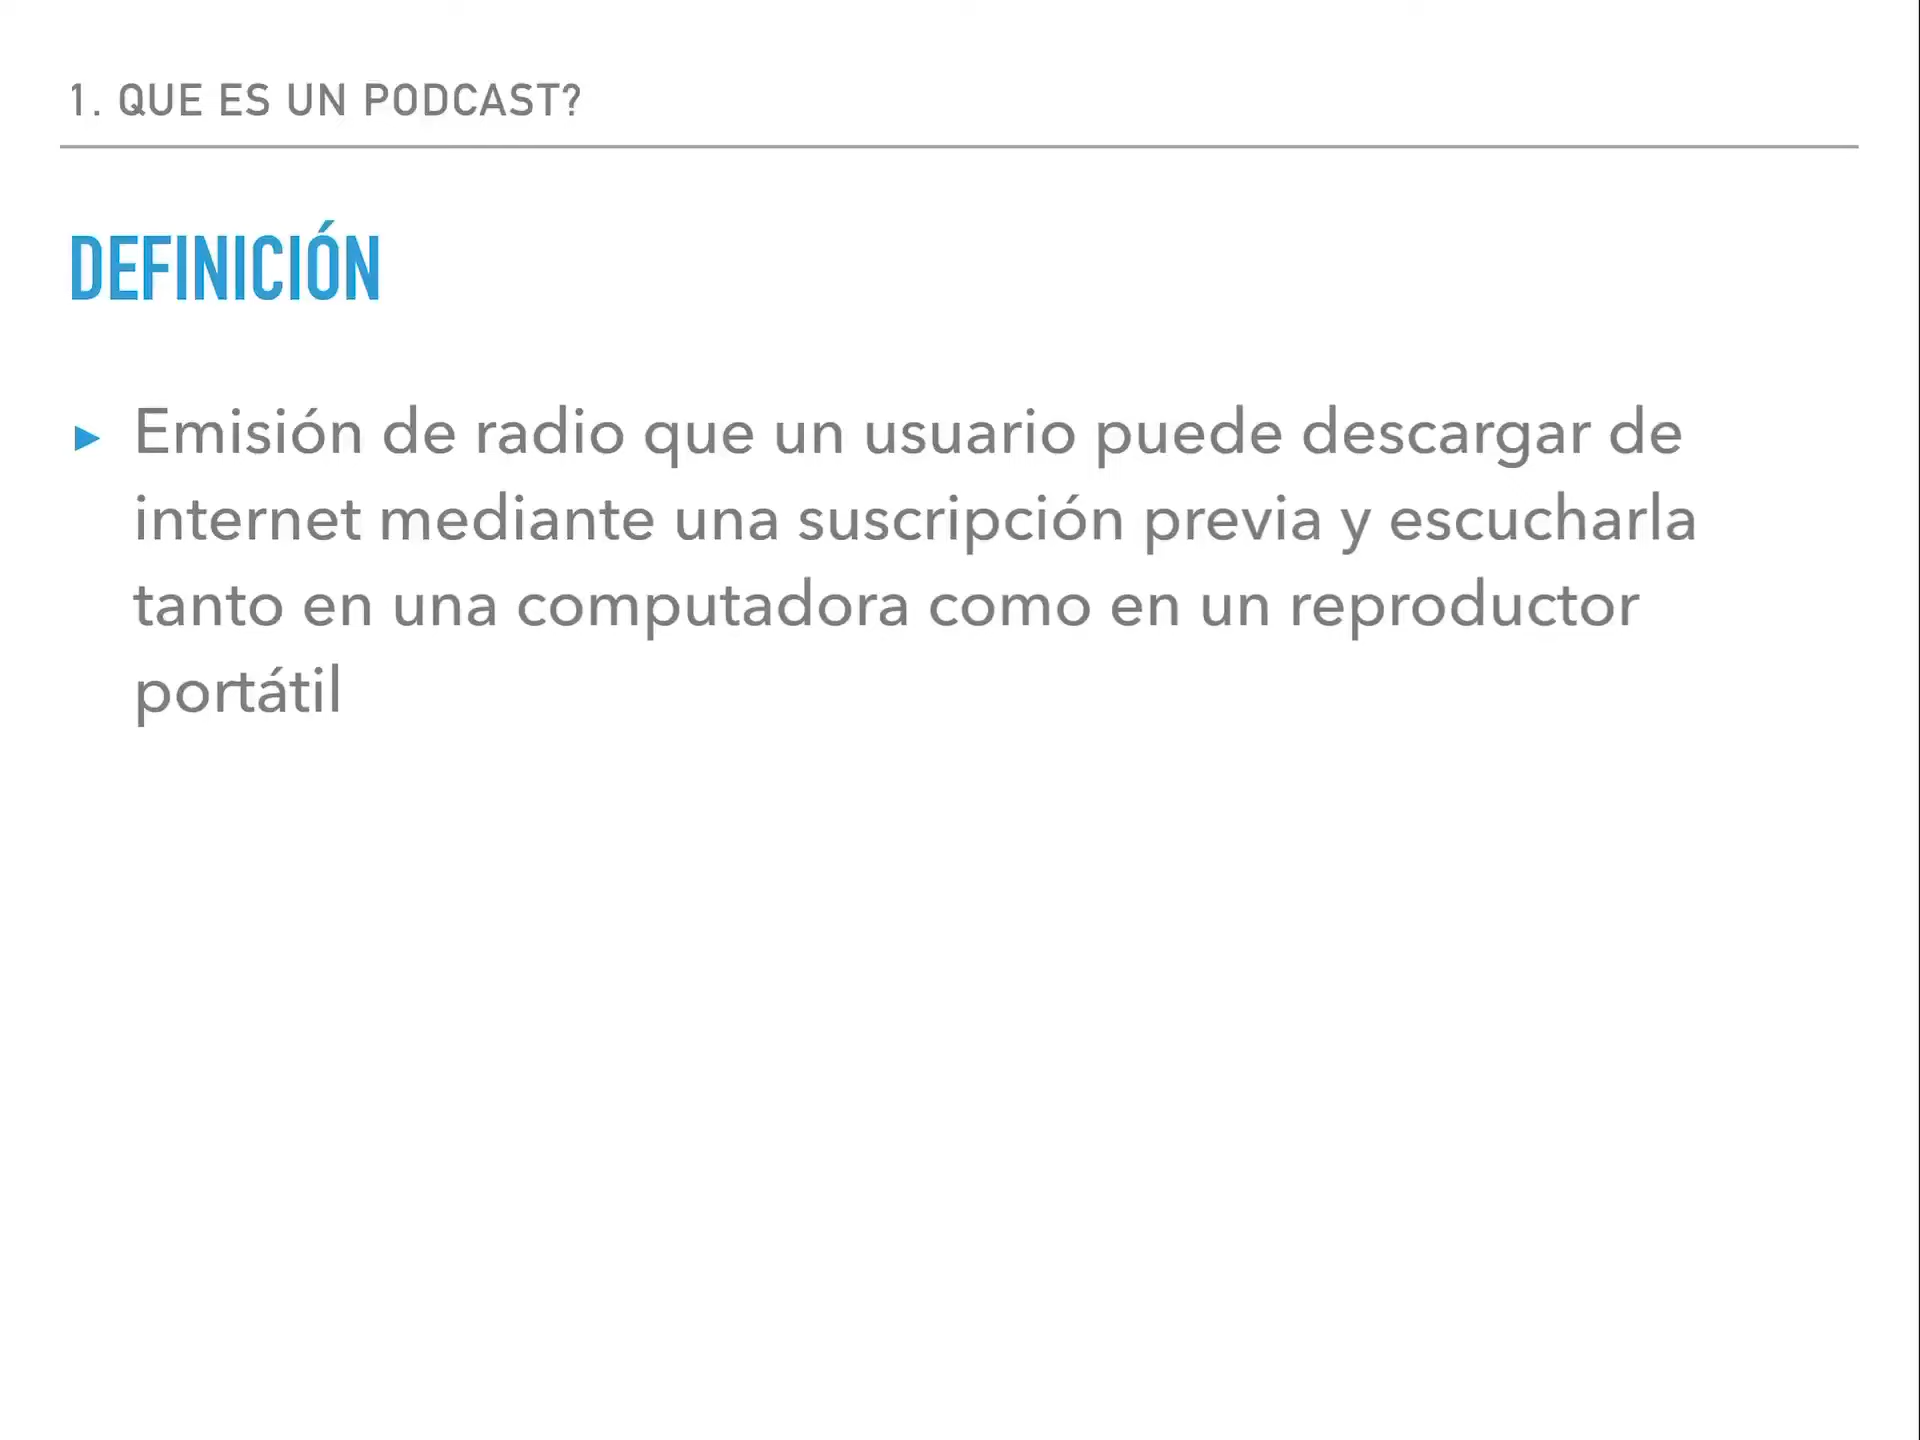 1. QUE ES UN PODCAST?
DEFINICIÓN
▸ Emisión de radio que un usuario puede descargar de
internet mediante una suscripción previa y escucharla
tanto en una computadora como en un reproductor
portátil